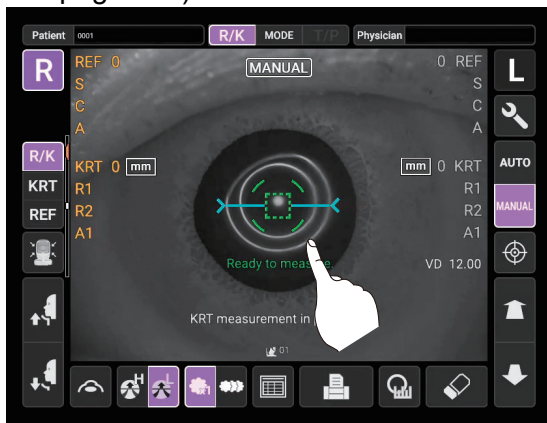 Patient 0001 R/K MODE T/P Physician
R REF 0 MANUAL 0 REF L
S S
C C
A A
R/K KRT 0 mm mm 0 KRT AUTO
KRT R1 R1
REF R2 R2 MANUAL
A1 A1
Ready to measure. VD 12.00
KRT measurement in
01
H L R1